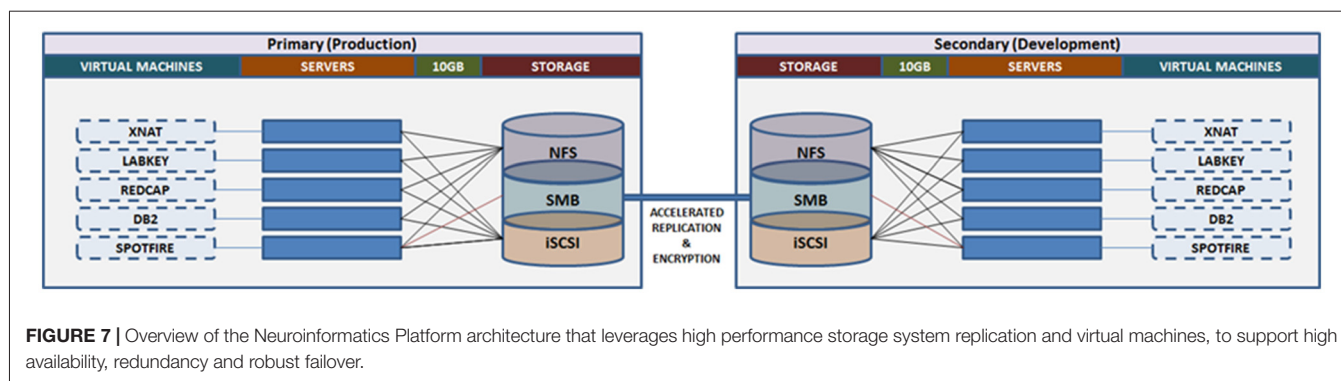 Primary (Production)
VIRTUAL MACHINES SERVERS 10GB STORAGE
XNAT
LABKEY
REDCAP
DB2
SPOTFIRE
NFS
SMB
iSCSI
ACCELERATED
REPLICATION
&
ENCRYPTION
Secondary (Development)
STORAGE 10GB SERVERS VIRTUAL MACHINES
NFS
SMB
iSCSI
XNAT
LABKEY
REDCAP
DB2
SPOTFIRE
FIGURE 7 | Overview of the Neuroinformatics Platform architecture that leverages high performance storage system replication and virtual machines, to support high
availability, redundancy and robust failover.